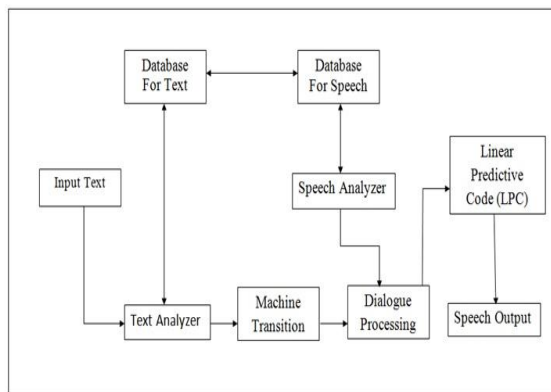 Database
For Text
Database
For Speech
Linear
Predictive
Code (LPC)
Input Text
Speech Analyzer
Text Analyzer
Machine
Transition
Dialogue
Processing
Speech Output